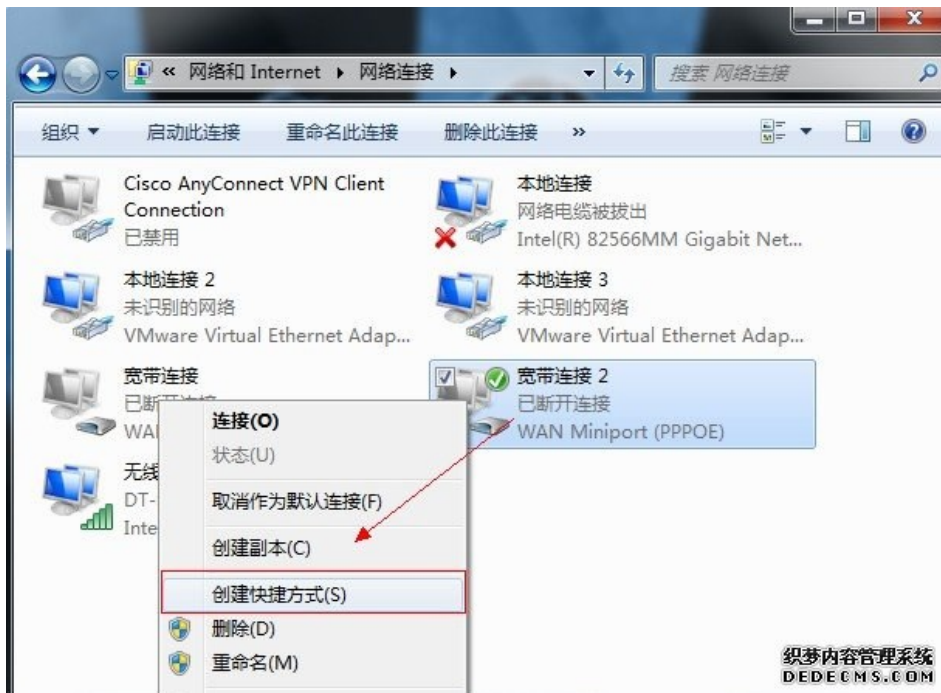 « 网络和 Internet ▸ 网络连接 ▸
搜索 网络连接
组织 ▼ 启动此连接 重命名此连接 删除此连接 »
Cisco AnyConnect VPN Client
Connection
已禁用
本地连接
网络电缆被拔出
Intel(R) 82566MM Gigabit Net...
本地连接 2
未识别的网络
VMware Virtual Ethernet Adap...
本地连接 3
未识别的网络
VMware Virtual Ethernet Adap...
宽带连接
已断开连接
WAI
宽带连接 2
已断开连接
WAN Miniport (PPPOE)
无线
DT-
Inte
连接(O)
状态(U)
取消作为默认连接(F)
创建副本(C)
创建快捷方式(S)
删除(D)
重命名(M)
织梦内容管理系统
DEDECMS.COM